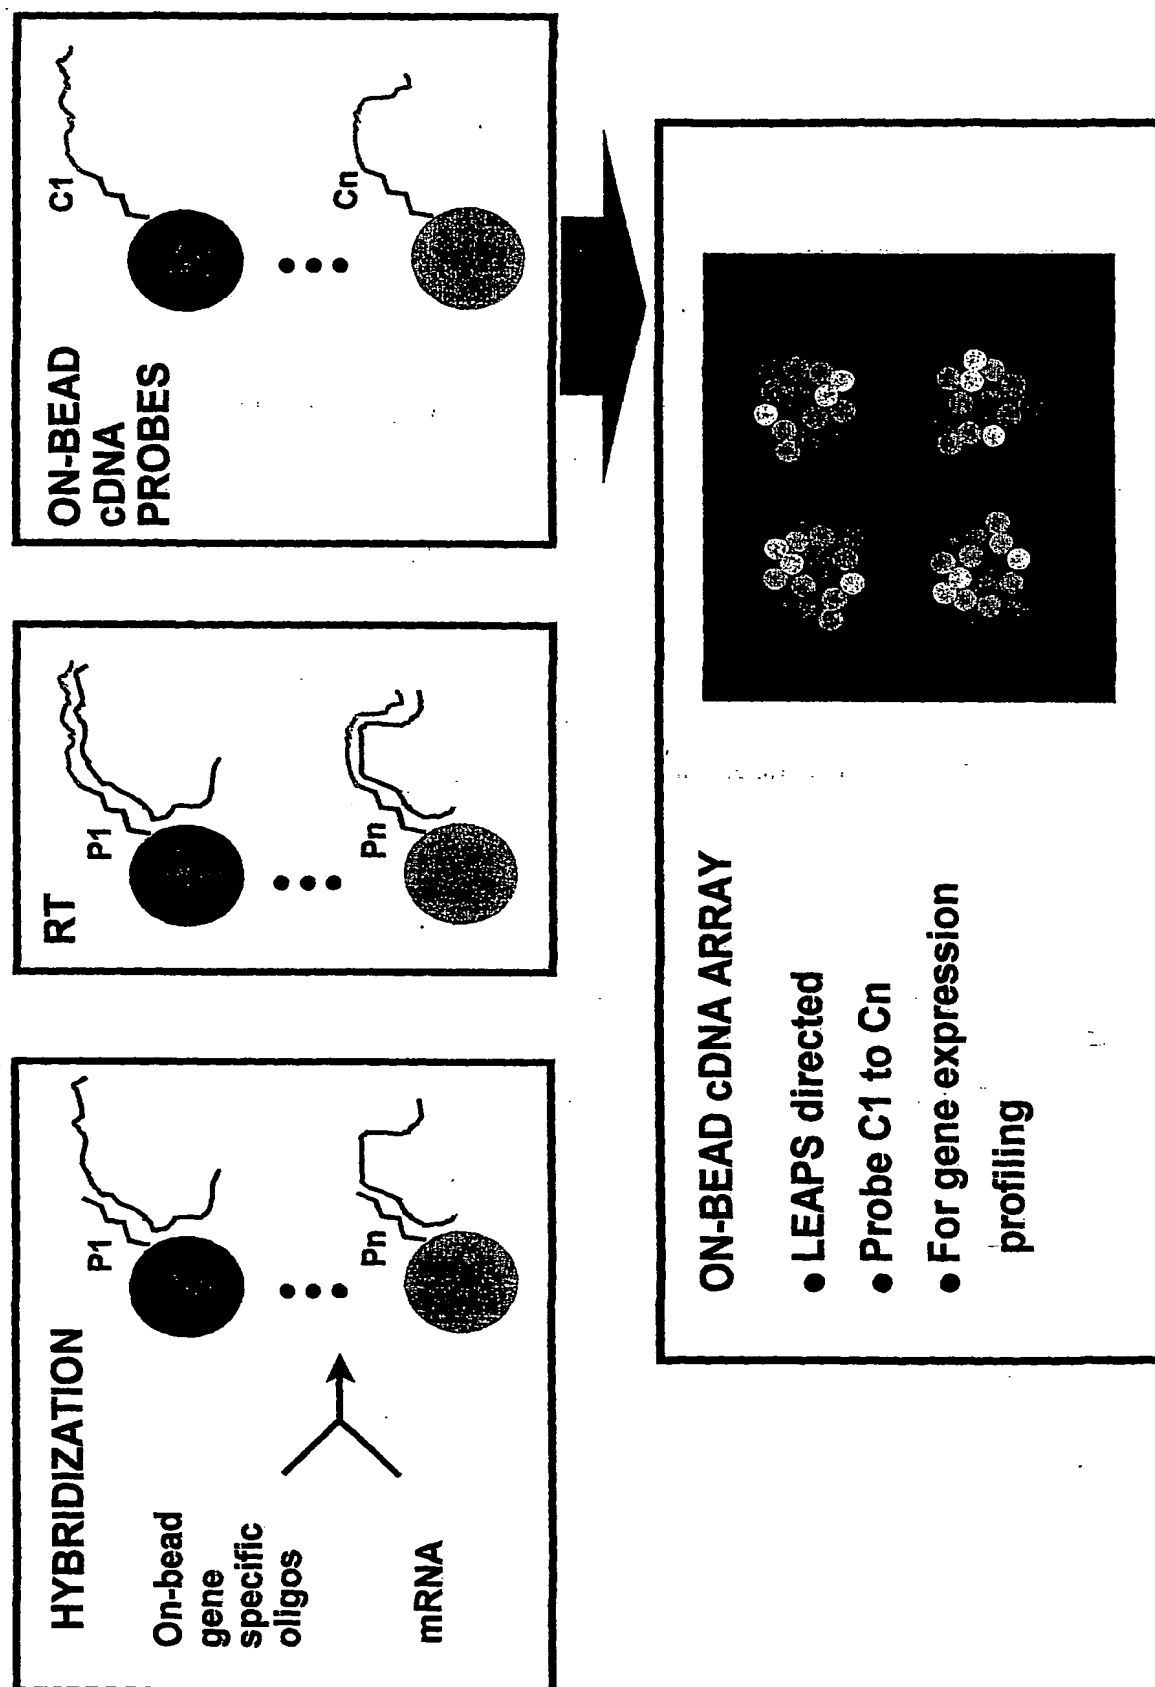 HYBRIDIZATION
On-bead
gene
specific
oligos
mRNA
P1
Pn
RT
P1
Pn
ON-BEAD
cDNA
PROBES
C1
Cn
ON-BEAD cDNA ARRAY
● LEAPS directed
● Probe C1 to Cn
● For gene expression
profiling